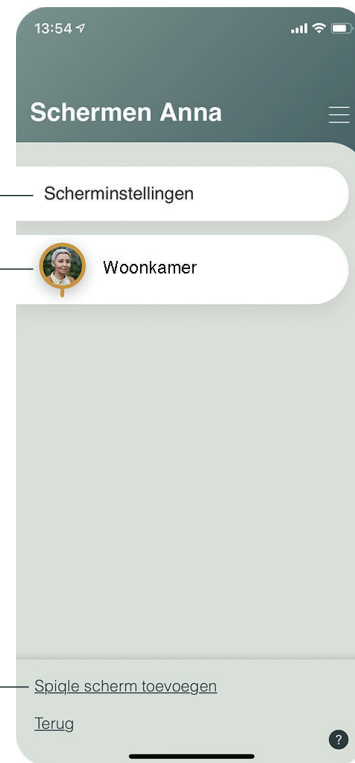 13:54
Schermen Anna
Scherminstellingen
Woonkamer
Spiqle scherm toevoegen
Terug
?